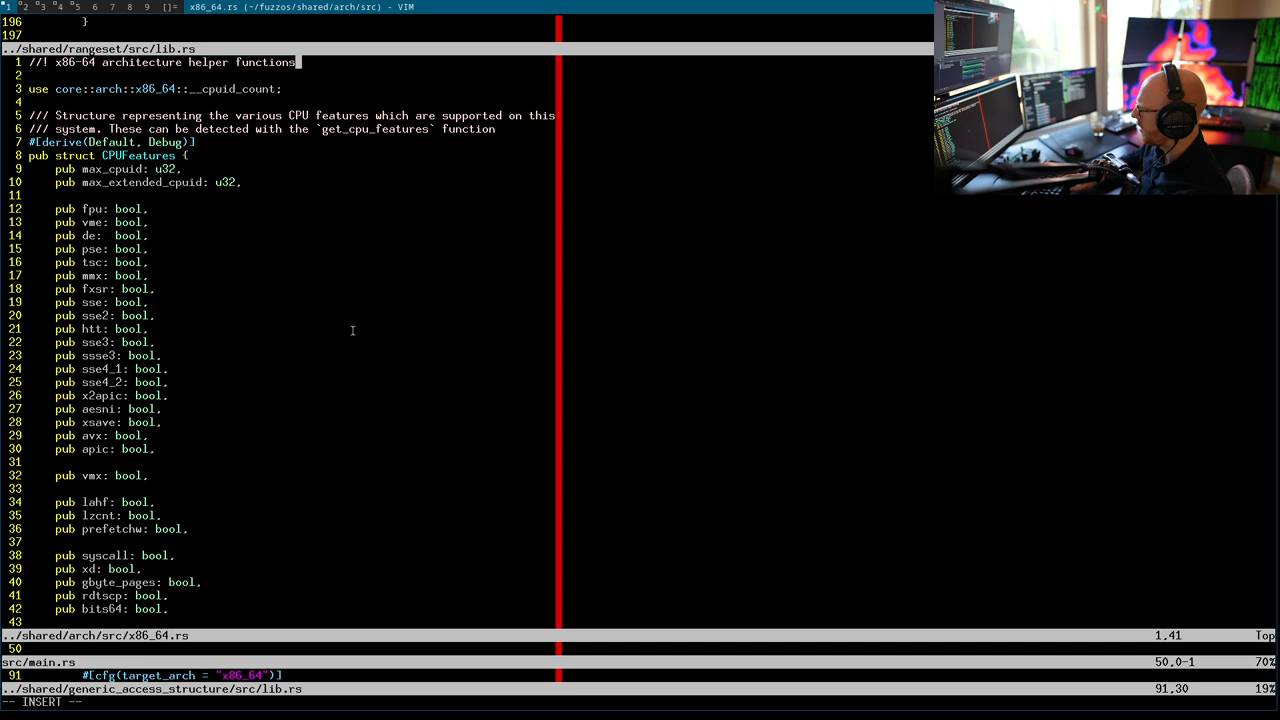 1 2 3 4 5 6 7 8 9 []= x86_64.rs (~/fuzzos/shared/arch/src) - VIM
196         }
197
../shared/rangeset/src/lib.rs
1 //! x86-64 architecture helper functions
2
3 use core::arch::x86_64::__cpuid_count;
4
5 /// Structure representing the various CPU features which are supported on this
6 /// system. These can be detected with the `get_cpu_features` function
7 #[derive(Default, Debug)]
8 pub struct CPUFeatures {
9     pub max_cpuid: u32,
10     pub max_extended_cpuid: u32,
11
12     pub fpu: bool,
13     pub vme: bool,
14     pub de:  bool,
15     pub pse: bool,
16     pub tsc: bool,
17     pub mmx: bool,
18     pub fxsr: bool,
19     pub sse: bool,
20     pub sse2: bool,
21     pub htt: bool,
22     pub sse3: bool,
23     pub ssse3: bool,
24     pub sse4_1: bool,
25     pub sse4_2: bool,
26     pub x2apic: bool,
27     pub aesni: bool,
28     pub xsave: bool,
29     pub avx: bool,
30     pub apic: bool,
31
32     pub vmx: bool,
33
34     pub lahf: bool,
35     pub lzcnt: bool,
36     pub prefetchw: bool,
37
38     pub syscall: bool,
39     pub xd: bool,
40     pub gbyte_pages: bool,
41     pub rdtscp: bool,
42     pub bits64: bool,
43
../shared/arch/src/x86_64.rs 1,41 Top
50
src/main.rs 50,0-1 70%
91         #[cfg(target_arch = "x86_64")]
../shared/generic_access_structure/src/lib.rs 91,30 19%
-- INSERT --